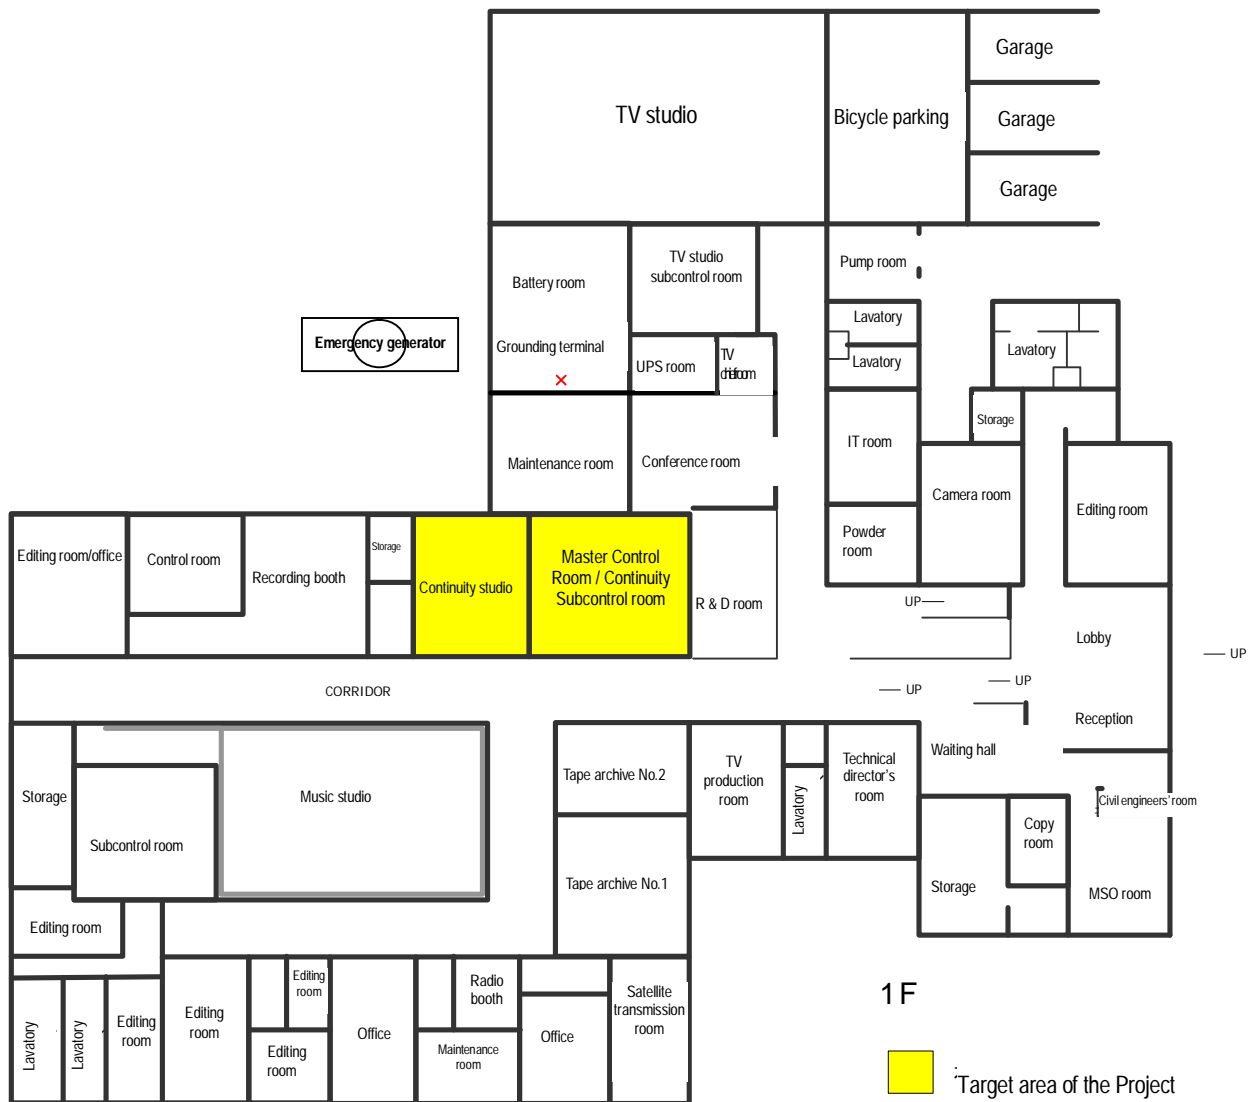 Garage
TV studio
Bicycle parking
Garage
Garage
TV studio
subcontrol room
Pump room
Battery room
Lavatory
Emergency generator
Grounding terminal
UPS room
TV
Lavatory
Lavatory
Storage
IT room
Maintenance room
Conference room
Camera room
Editing room
Editing room/office
Control room
Storage
Recording booth
Continuity studio
Master Control
Room / Continuity
Subcontrol room
Powder
room
R & D room
UP
Lobby
UP
CORRIDOR
UP
UP
Reception
Waiting hall
Storage
Music studio
Subcontrol room
Tape archive No.2
TV
production
room
Lavatory
Technical
director's
room
Civil engineers' room
Copy
room
Tape archive No.1
Storage
MSO room
Editing room
Lavatory
Lavatory
Editing
room
Editing
room
Editing
room
Editing
room
Office
Radio
booth
Maintenance
room
Office
Satellite
transmission
room
1F
Target area of the Project